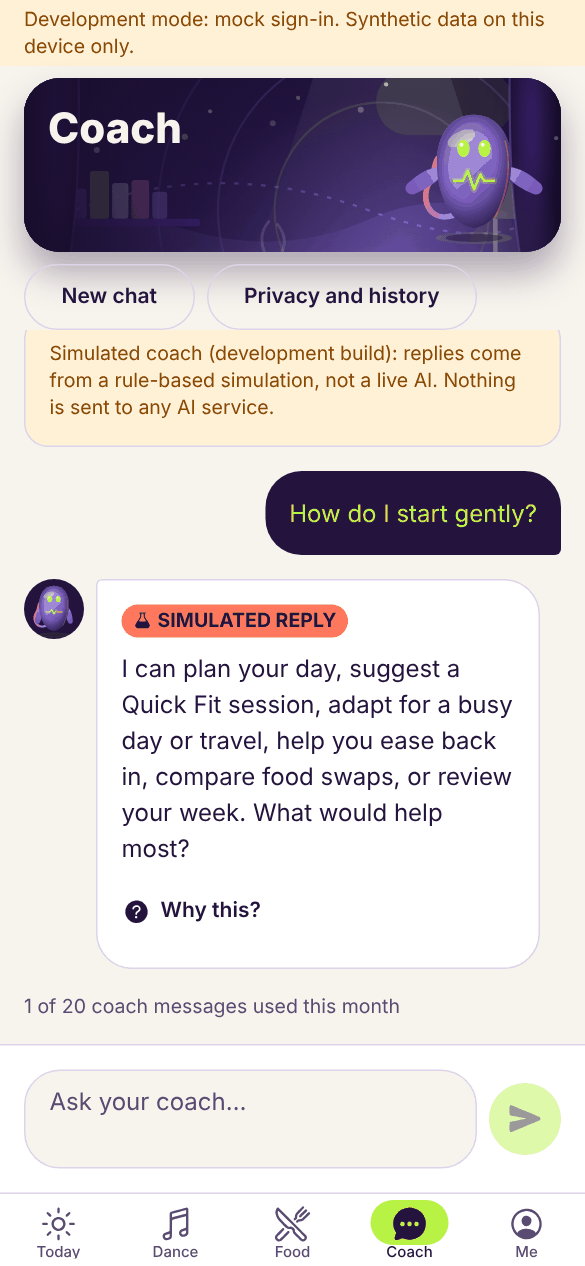 Development mode: mock sign-in. Synthetic data on this
device only.
Coach
New chat
Privacy and history
Simulated coach (development build): replies come
from a rule-based simulation, not a live AI. Nothing
is sent to any AI service.
How do I start gently?
SIMULATED REPLY
I can plan your day, suggest a
Quick Fit session, adapt for a busy
day or travel, help you ease back
in, compare food swaps, or review
your week. What would help
most?
Why this?
1 of 20 coach messages used this month
Ask your coach...
Today
Dance
Food
Coach
Me